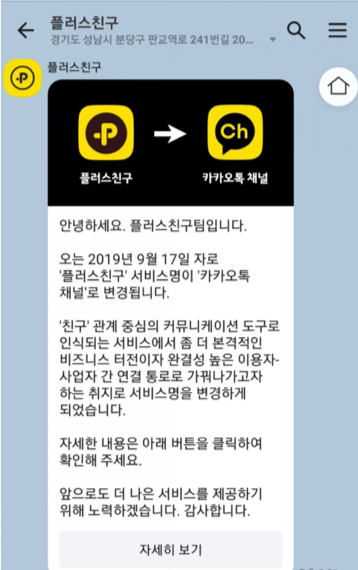 플러스친구
경기도 성남시 분당구 판교역로 241번길 20...
플러스친구
P
Ch
플러스친구
카카오톡 채널
안녕하세요. 플러스친구팀입니다.
오는 2019년 9월 17일 자로
'플러스친구' 서비스명이 '카카오톡
채널'로 변경됩니다.
'친구' 관계 중심의 커뮤니케이션 도구로
인식되는 서비스에서 좀 더 본격적인
비즈니스 터전이자 완결성 높은 이용자-
사업자 간 연결 통로로 가꿔나가고자
하는 취지로 서비스명을 변경하게
되었습니다.
자세한 내용은 아래 버튼을 클릭하여
확인해 주세요.
앞으로도 더 나은 서비스를 제공하기
위해 노력하겠습니다. 감사합니다.
자세히 보기